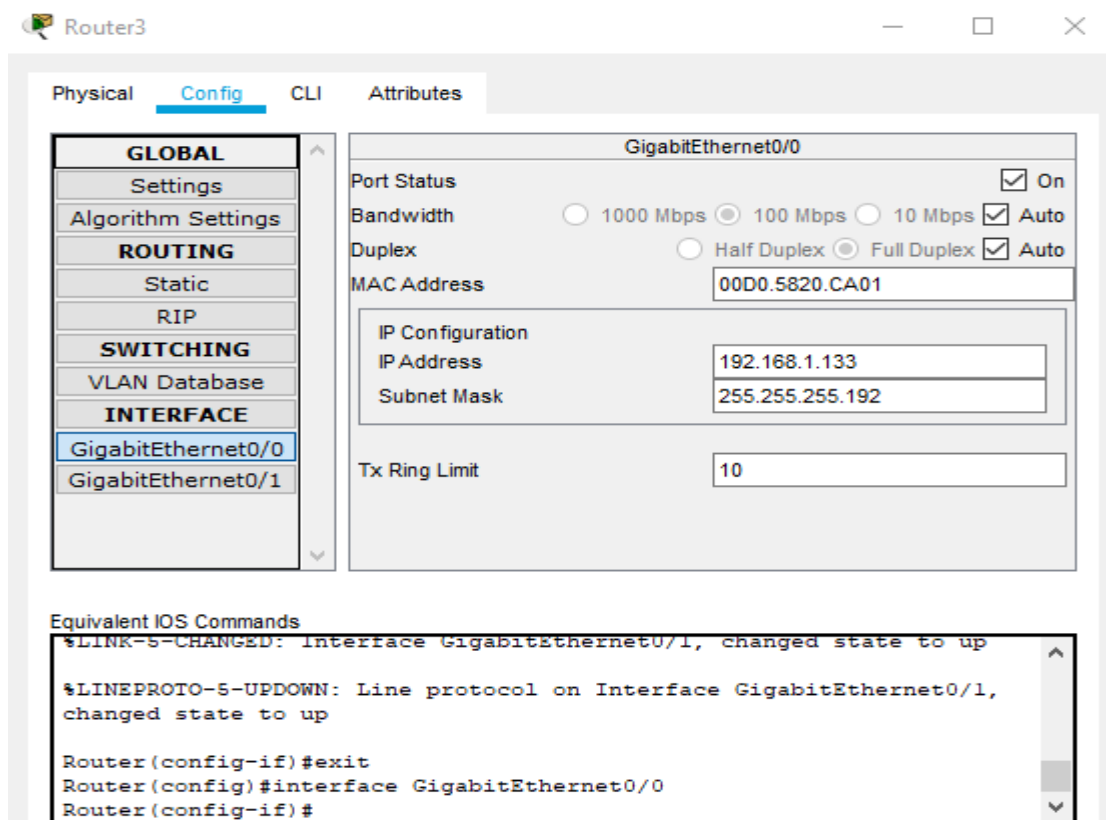 Router3
Physical Config CLI Attributes
GLOBAL
Settings
Algorithm Settings
ROUTING
Static
RIP
SWITCHING
VLAN Database
INTERFACE
GigabitEthernet0/0
GigabitEthernet0/1
GigabitEthernet0/0
Port Status On
Bandwidth 1000 Mbps 100 Mbps 10 Mbps Auto
Duplex Half Duplex Full Duplex Auto
MAC Address 00D0.5820.CA01
IP Configuration
IP Address 192.168.1.133
Subnet Mask 255.255.255.192
Tx Ring Limit 10
Equivalent IOS Commands
%LINK-5-CHANGED: Interface GigabitEthernet0/1, changed state to up
%LINEPROTO-5-UPDOWN: Line protocol on Interface GigabitEthernet0/1,
changed state to up
Router(config-if)#exit
Router(config)#interface GigabitEthernet0/0
Router(config-if)#